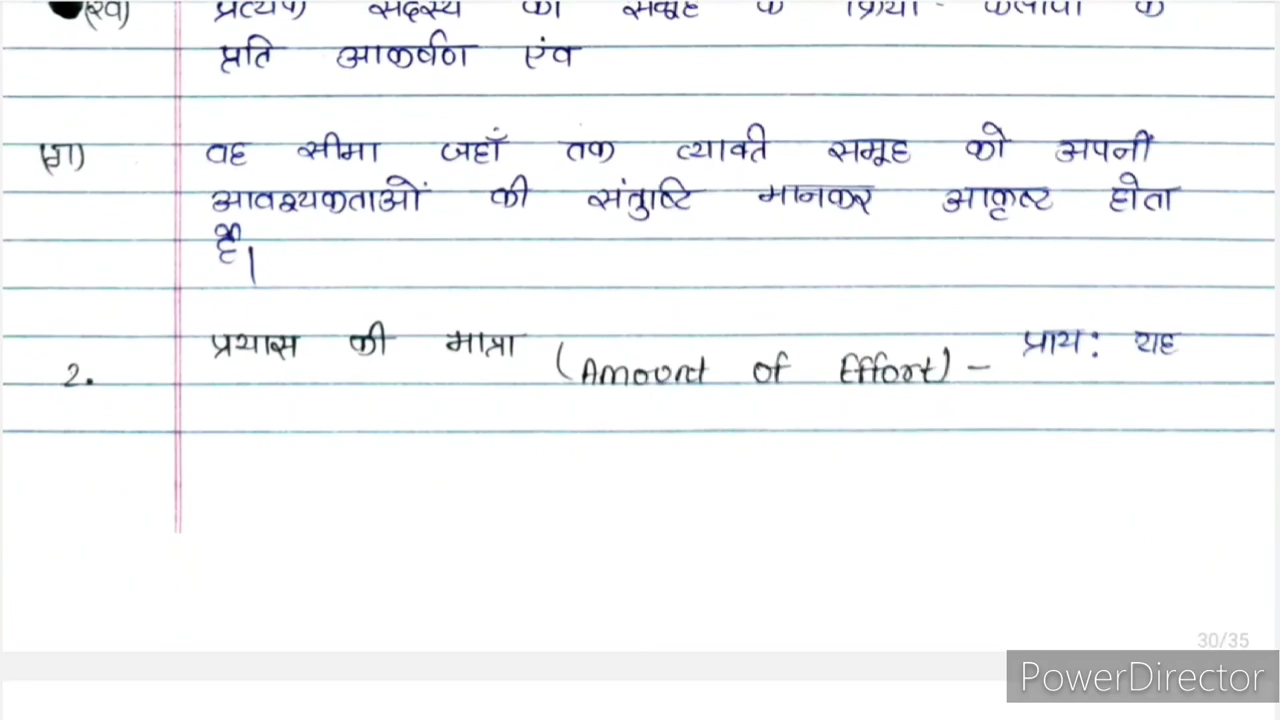 (ख) प्रत्येक सदस्य का समूह के क्रिया - कलापों के
प्रति आकर्षण एंव
(ग) वह सीमा जहाँ तक व्यक्ति समूह को अपनी
आवश्यकताओं की संतुष्टि मानकर आकृष्ट होता
है।
2. प्रयास की मात्रा (Amount of Effort) - प्राय: यह
30/35
PowerDirector